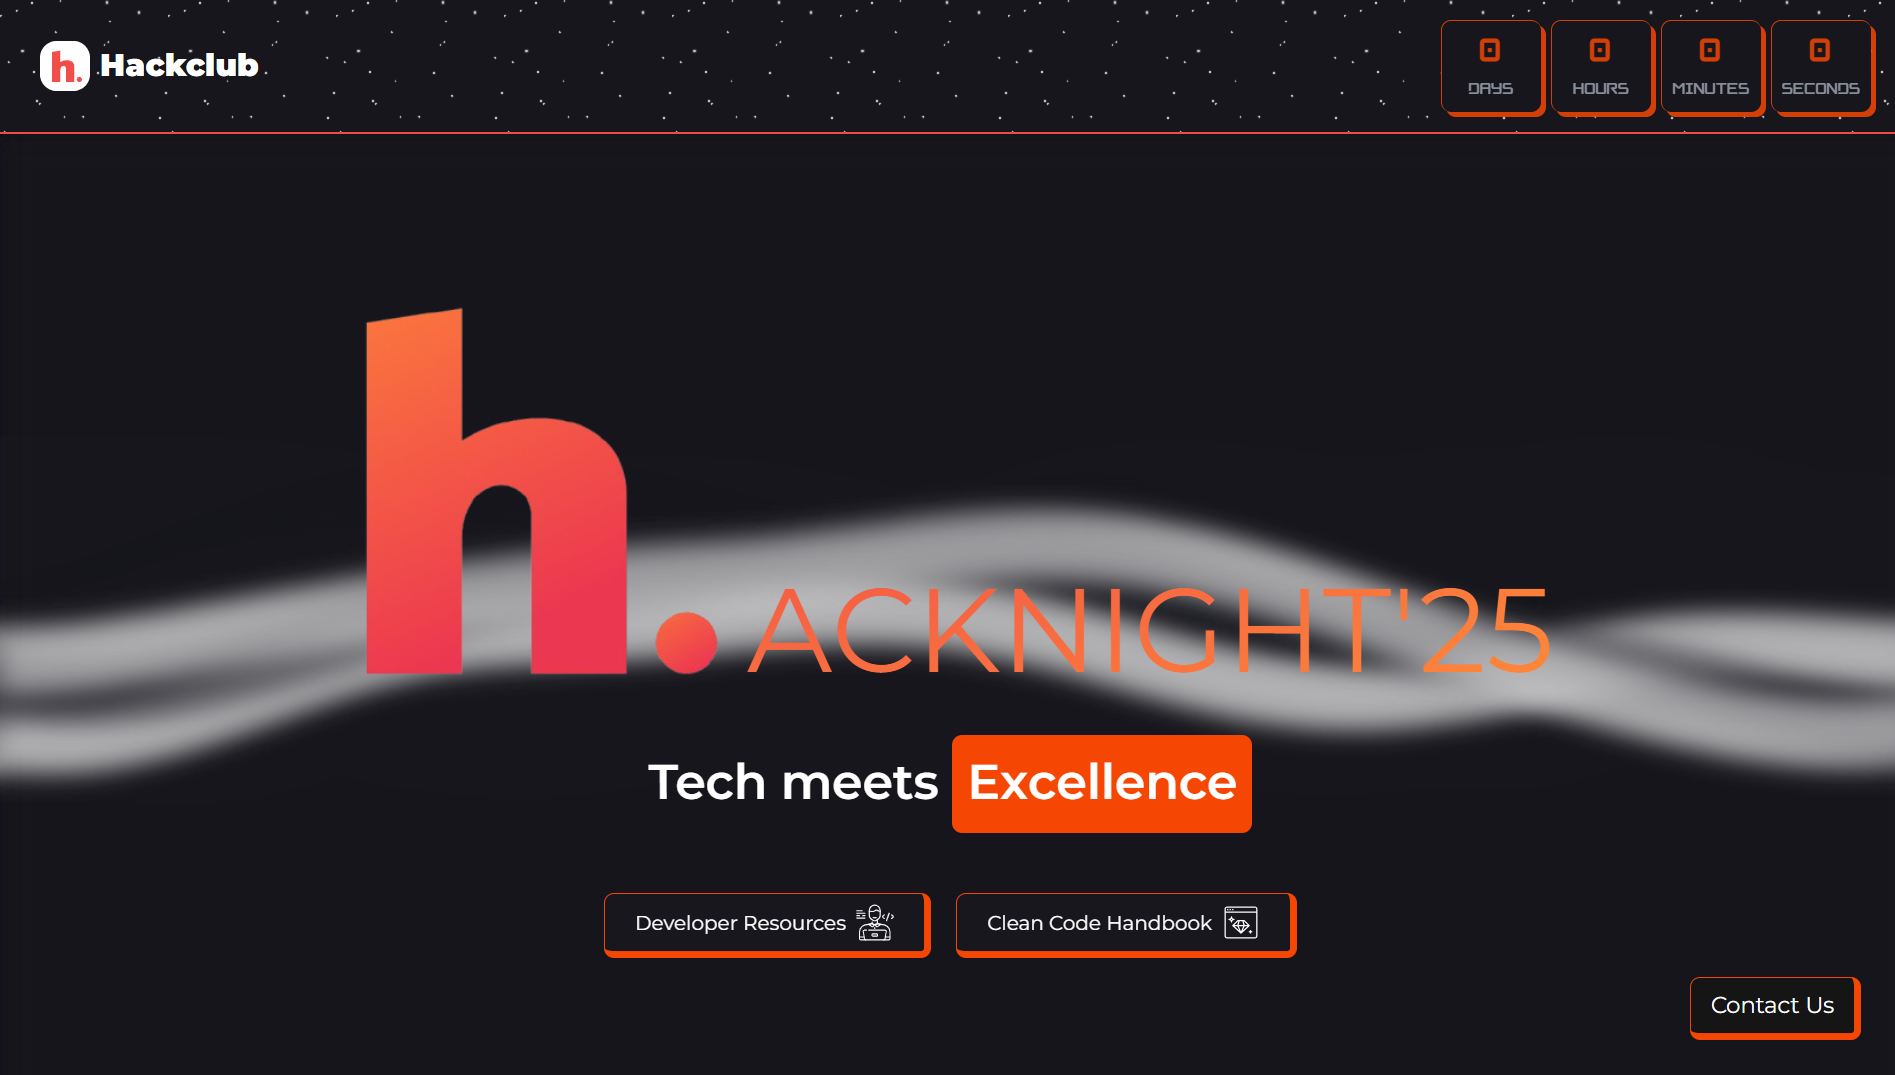 h. Hackclub
0 0 0 0
DAYS HOURS MINUTES SECONDS
h.ACKNIGHT'25
Tech meets Excellence
Developer Resources Clean Code Handbook
Contact Us